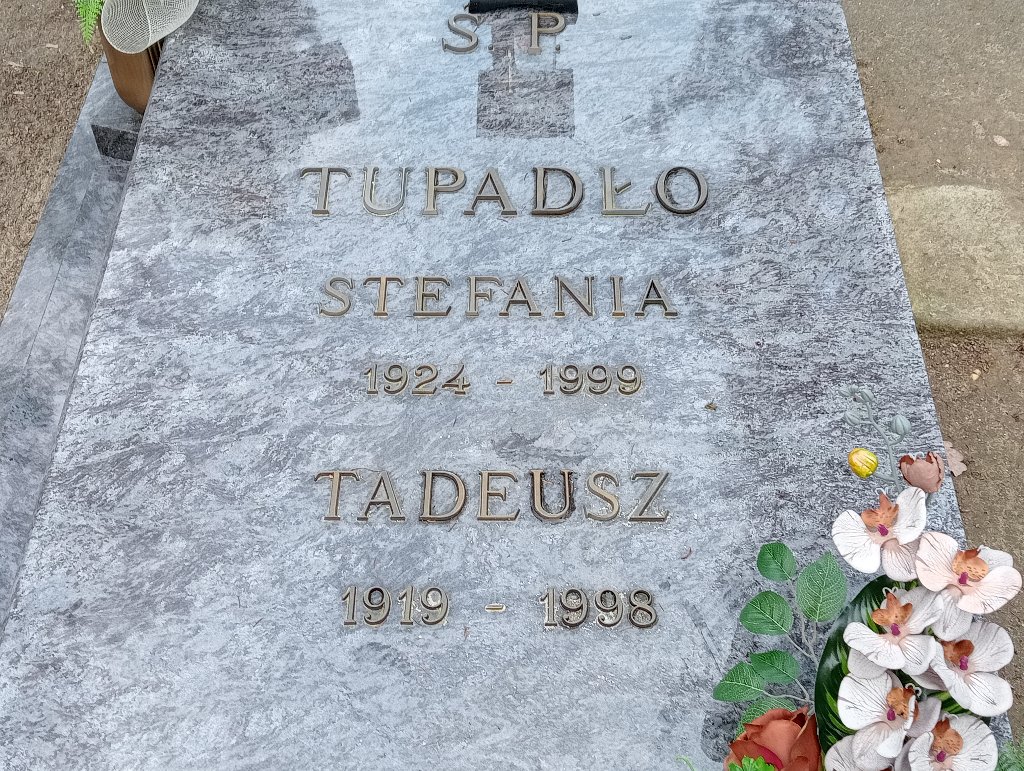 S. P.
TUPADŁO
STEFANIA
1924 - 1999
TADEUSZ
1919 - 1998